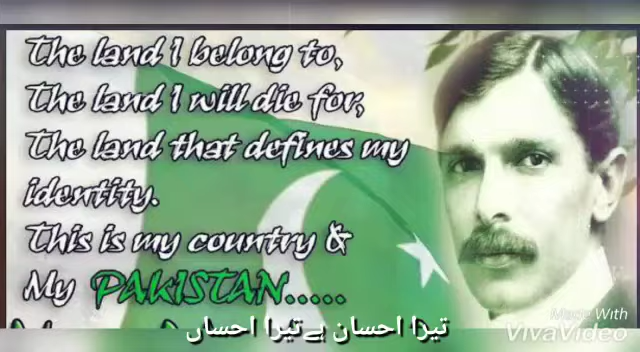 The land I belong to,
The land I will die for,
The land that defines my
identity.
This is my country &
My PAKISTAN.....
تیرا احسان ہے تیرا احساں
Made With
VivaVideo